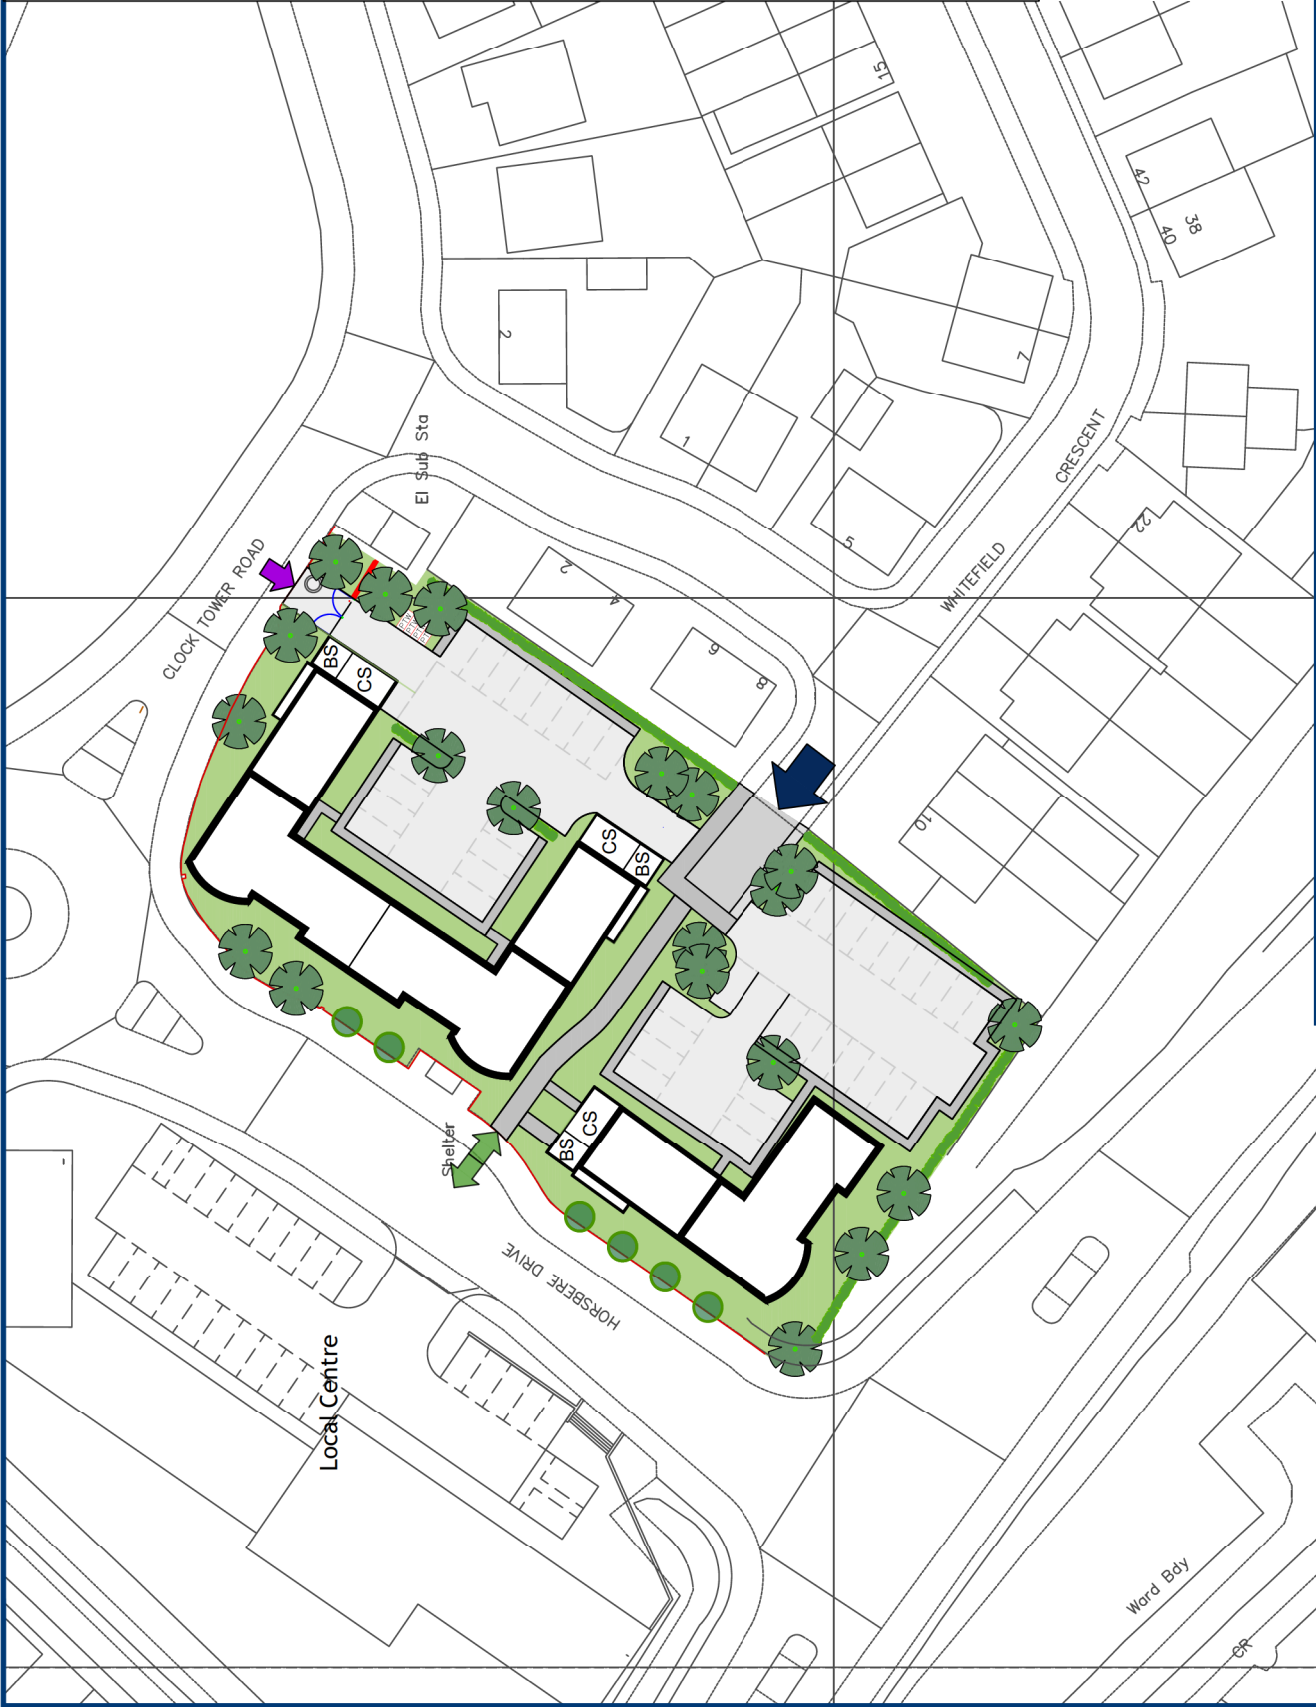 15
42
38
40
2
7
1
CRESCENT
El Sub Sta
22
5
CLOCK TOWER ROAD
2
WHITEFIELD
4
6
BS
CS
8
10
CS
BS
CS
BS
Shelter
HORSBERE DRIVE
Local Centre
Ward Bdy
CR